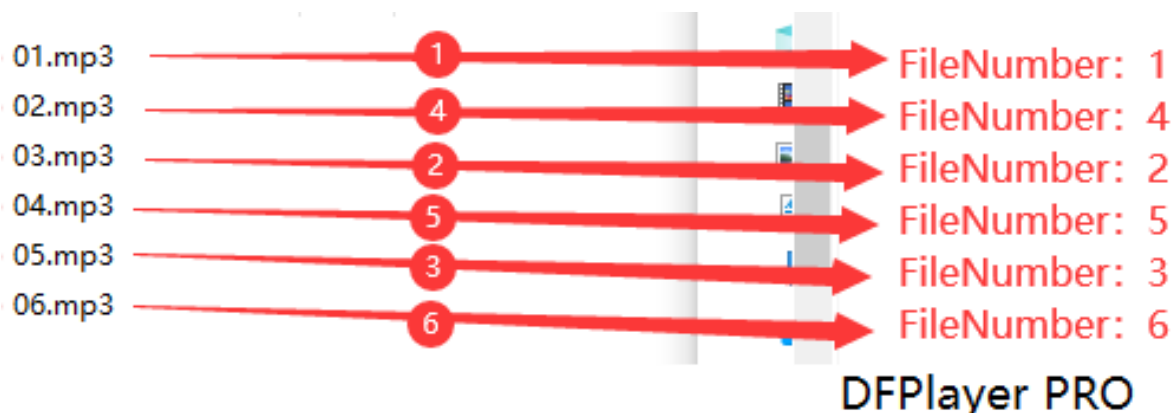 01.mp3 1 FileNumber: 1
02.mp3 4 FileNumber: 4
03.mp3 2 FileNumber: 2
04.mp3 5 FileNumber: 5
05.mp3 3 FileNumber: 3
06.mp3 6 FileNumber: 6
DFPlayer PRO